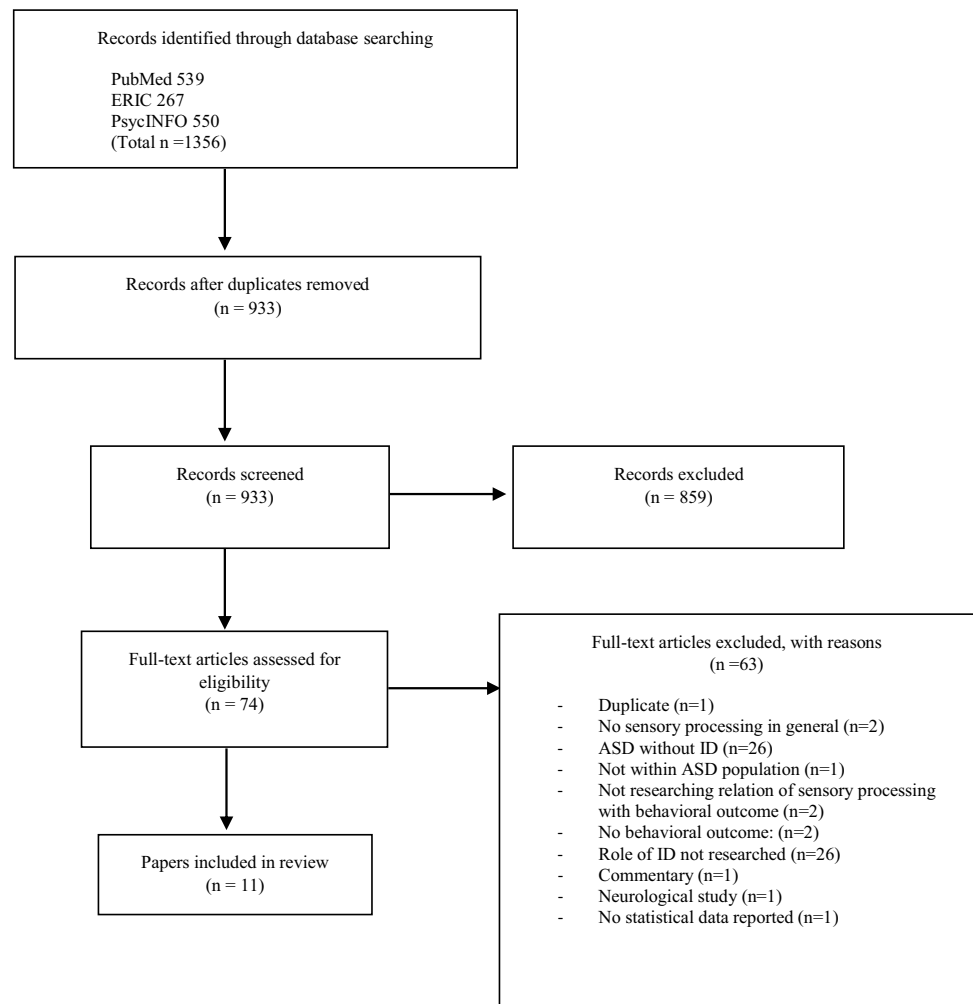 Records identified through database searching
PubMed 539
ERIC 267
PsycINFO 550
(Total n =1356)
Records after duplicates removed
(n = 933)
Records screened
(n = 933)
Records excluded
(n = 859)
Full-text articles assessed for
eligibility
(n = 74)
Full-text articles excluded, with reasons
(n =63)
- Duplicate (n=1)
- No sensory processing in general (n=2)
- ASD without ID (n=26)
- Not within ASD population (n=1)
- Not researching relation of sensory processing
with behavioral outcome (n=2)
- No behavioral outcome: (n=2)
- Role of ID not researched (n=26)
- Commentary (n=1)
- Neurological study (n=1)
- No statistical data reported (n=1)
Papers included in review
(n = 11)